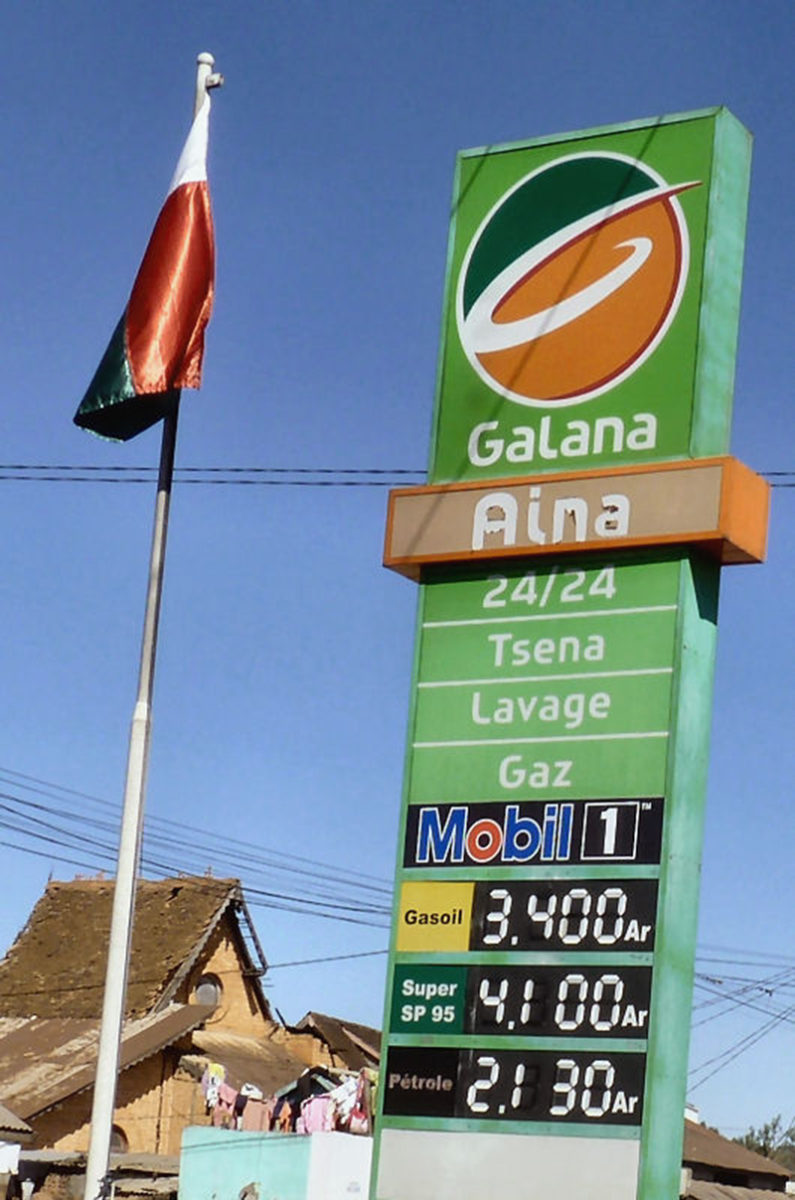 Galana
Aina
24/24
Tsena
Lavage
Gaz
Mobil 1™
Gasoil 3.400 Ar
Super SP 95 4.100 Ar
Pétrole 2.130 Ar